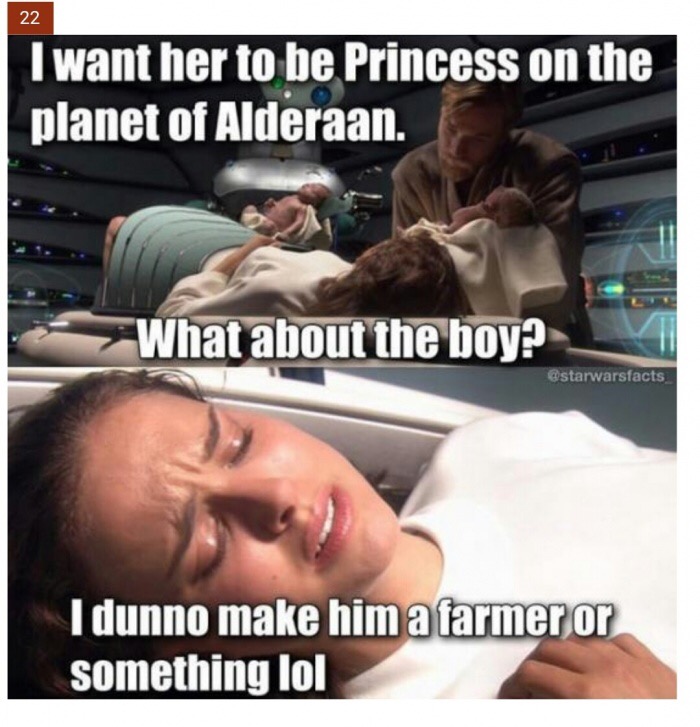 22
I want her to be Princess on the
planet of Alderaan.
What about the boy?
@starwarsfacts_
I dunno make him a farmer or
something lol